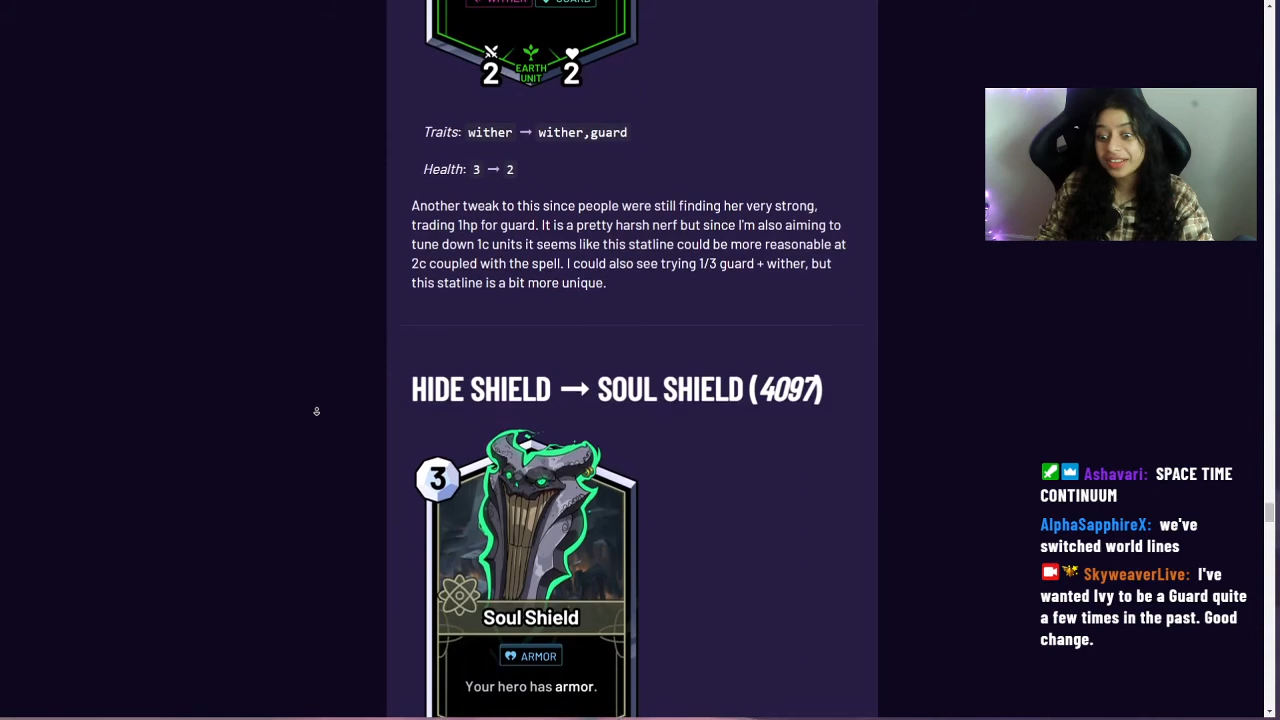 WITHER GUARD
2 EARTH UNIT 2
Traits: wither → wither,guard
Health: 3 → 2
Another tweak to this since people were still finding her very strong,
trading 1hp for guard. It is a pretty harsh nerf but since I'm also aiming to
tune down 1c units it seems like this statline could be more reasonable at
2c coupled with the spell. I could also see trying 1/3 guard + wither, but
this statline is a bit more unique.
HIDE SHIELD → SOUL SHIELD (4097)
3
Soul Shield
ARMOR
Your hero has armor.
Ashavari: SPACE TIME
CONTINUUM
AlphaSapphireX: we've
switched world lines
SkyweaverLive: I've
wanted Ivy to be a Guard quite
a few times in the past. Good
change.